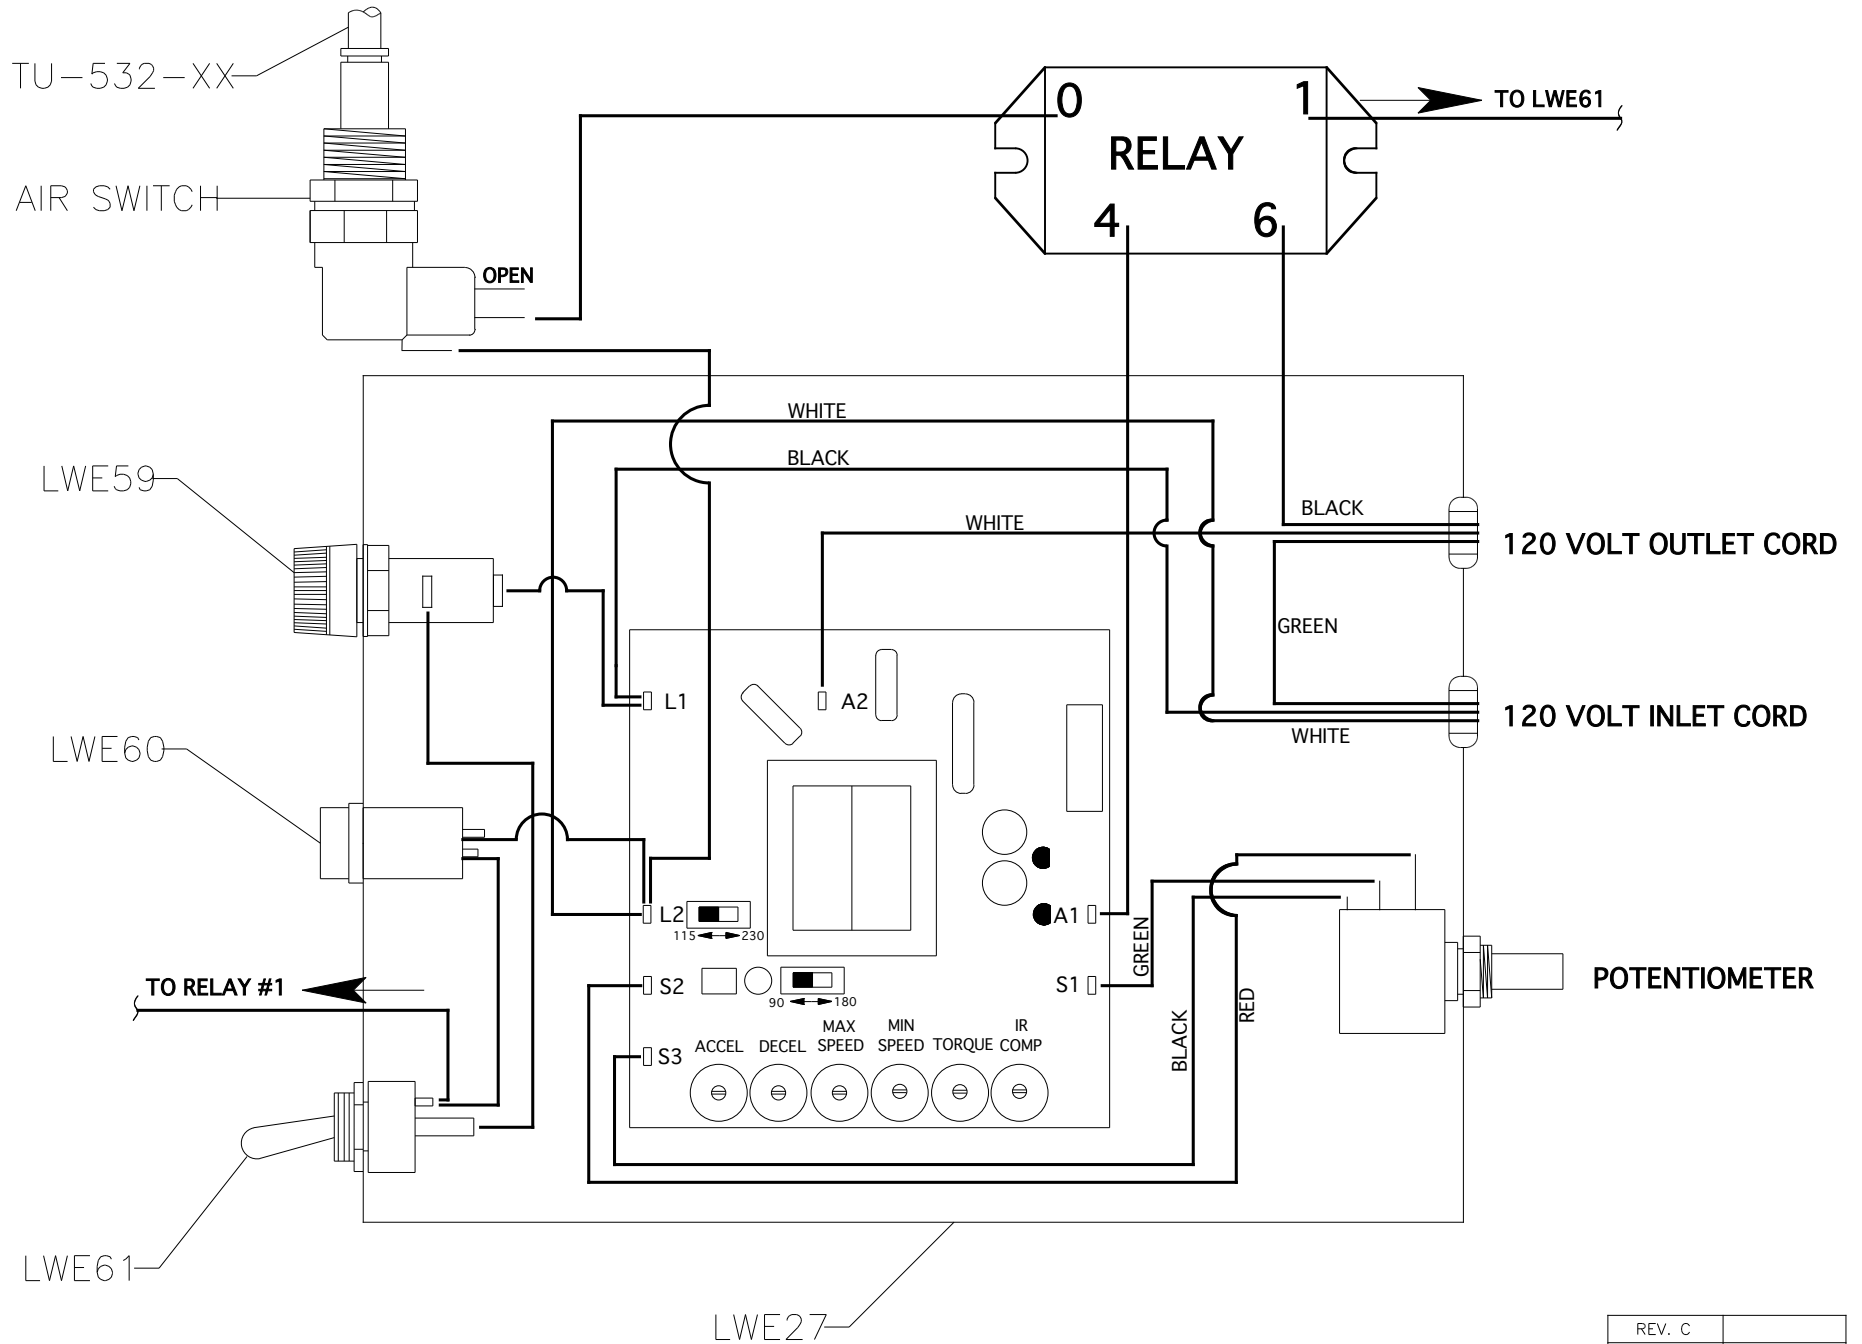 TU-532-XX
0
1
TO LWE61
RELAY
AIR SWITCH
4
6
OPEN
WHITE
BLACK
LWE59
BLACK
WHITE
120 VOLT OUTLET CORD
GREEN
L1
A2
120 VOLT INLET CORD
WHITE
LWE60
L2
A1
115
230
GREEN
TO RELAY #1
S2
S1
POTENTIOMETER
90
180
RED
BLACK
MAX
MIN
IR
ACCEL
DECEL
SPEED
SPEED
TORQUE
COMP
S3
LWE61
LWE27
REV. C